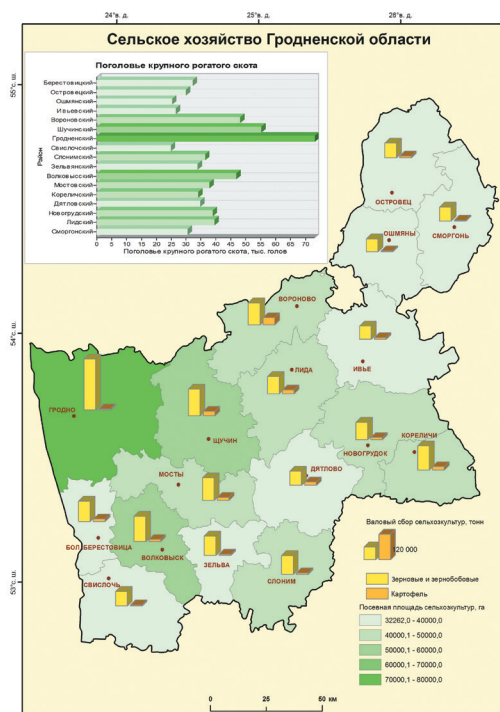 24° в. д. 25° в. д. 26° в. д.
Сельское хозяйство Гродненской области
Поголовье крупного рогатого скота
55° с. ш.
Район
Берестовицкий
Островецкий
Ошмянский
Ивьевский
Вороновский
Щучинский
Гродненский
Свислочский
Слонимский
Зельвянский
Волковысский
Мостовский
Кореличский
Дятловский
Новогрудский
Лидский
Сморгонский
0 5 10 15 20 25 30 35 40 45 50 55 60 65 70
Поголовье крупного рогатого скота, тыс. голов
ОСТРОВЕЦ
СМОРГОНЬ
ОШМЯНЫ
ВОРОНОВО
54° с. ш.
ИВЬЕ
ЛИДА
ГРОДНО
ЩУЧИН
КОРЕЛИЧИ
НОВОГРУДОК
ДЯТЛОВО
МОСТЫ
БОЛ.БЕРЕСТОВИЦА
ВОЛКОВЫСК
ЗЕЛЬВА
СЛОНИМ
СВИСЛОЧЬ
53° с. ш.
Валовый сбор сельхозкультур, тонн
120 000
Зерновые и зернобобовые
Картофель
Посевная площадь сельхозкультур, га
32262,0 - 40000,0
40000,1 - 50000,0
50000,1 - 60000,0
60000,1 - 70000,0
70000,1 - 80000,0
0 25 50 км